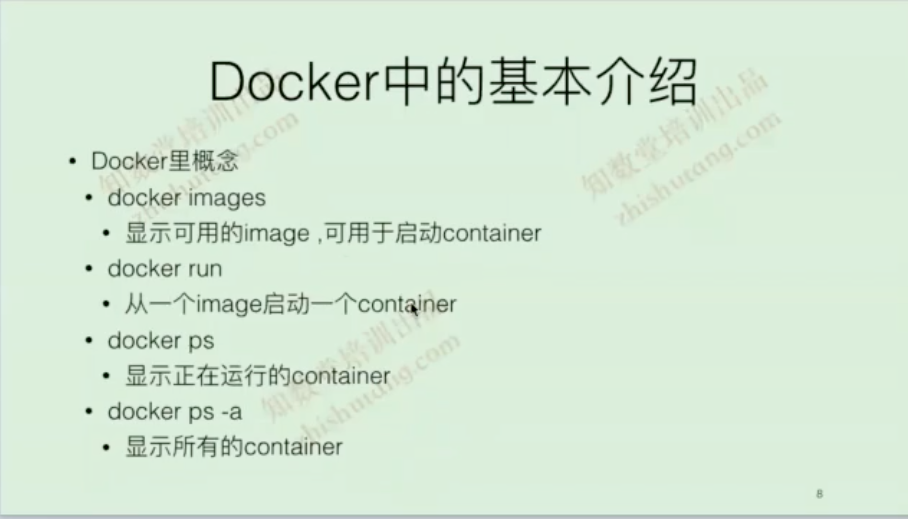 Docker中的基本介绍
• Docker里概念
• docker images
• 显示可用的image ,可用于启动container
• docker run
• 从一个image启动一个container
• docker ps
• 显示正在运行的container
• docker ps -a
• 显示所有的container
知数堂培训出品
zhishutang.com
知数堂培训出品
zhishutang.com
知数堂培训出品
zhishutang.com
8